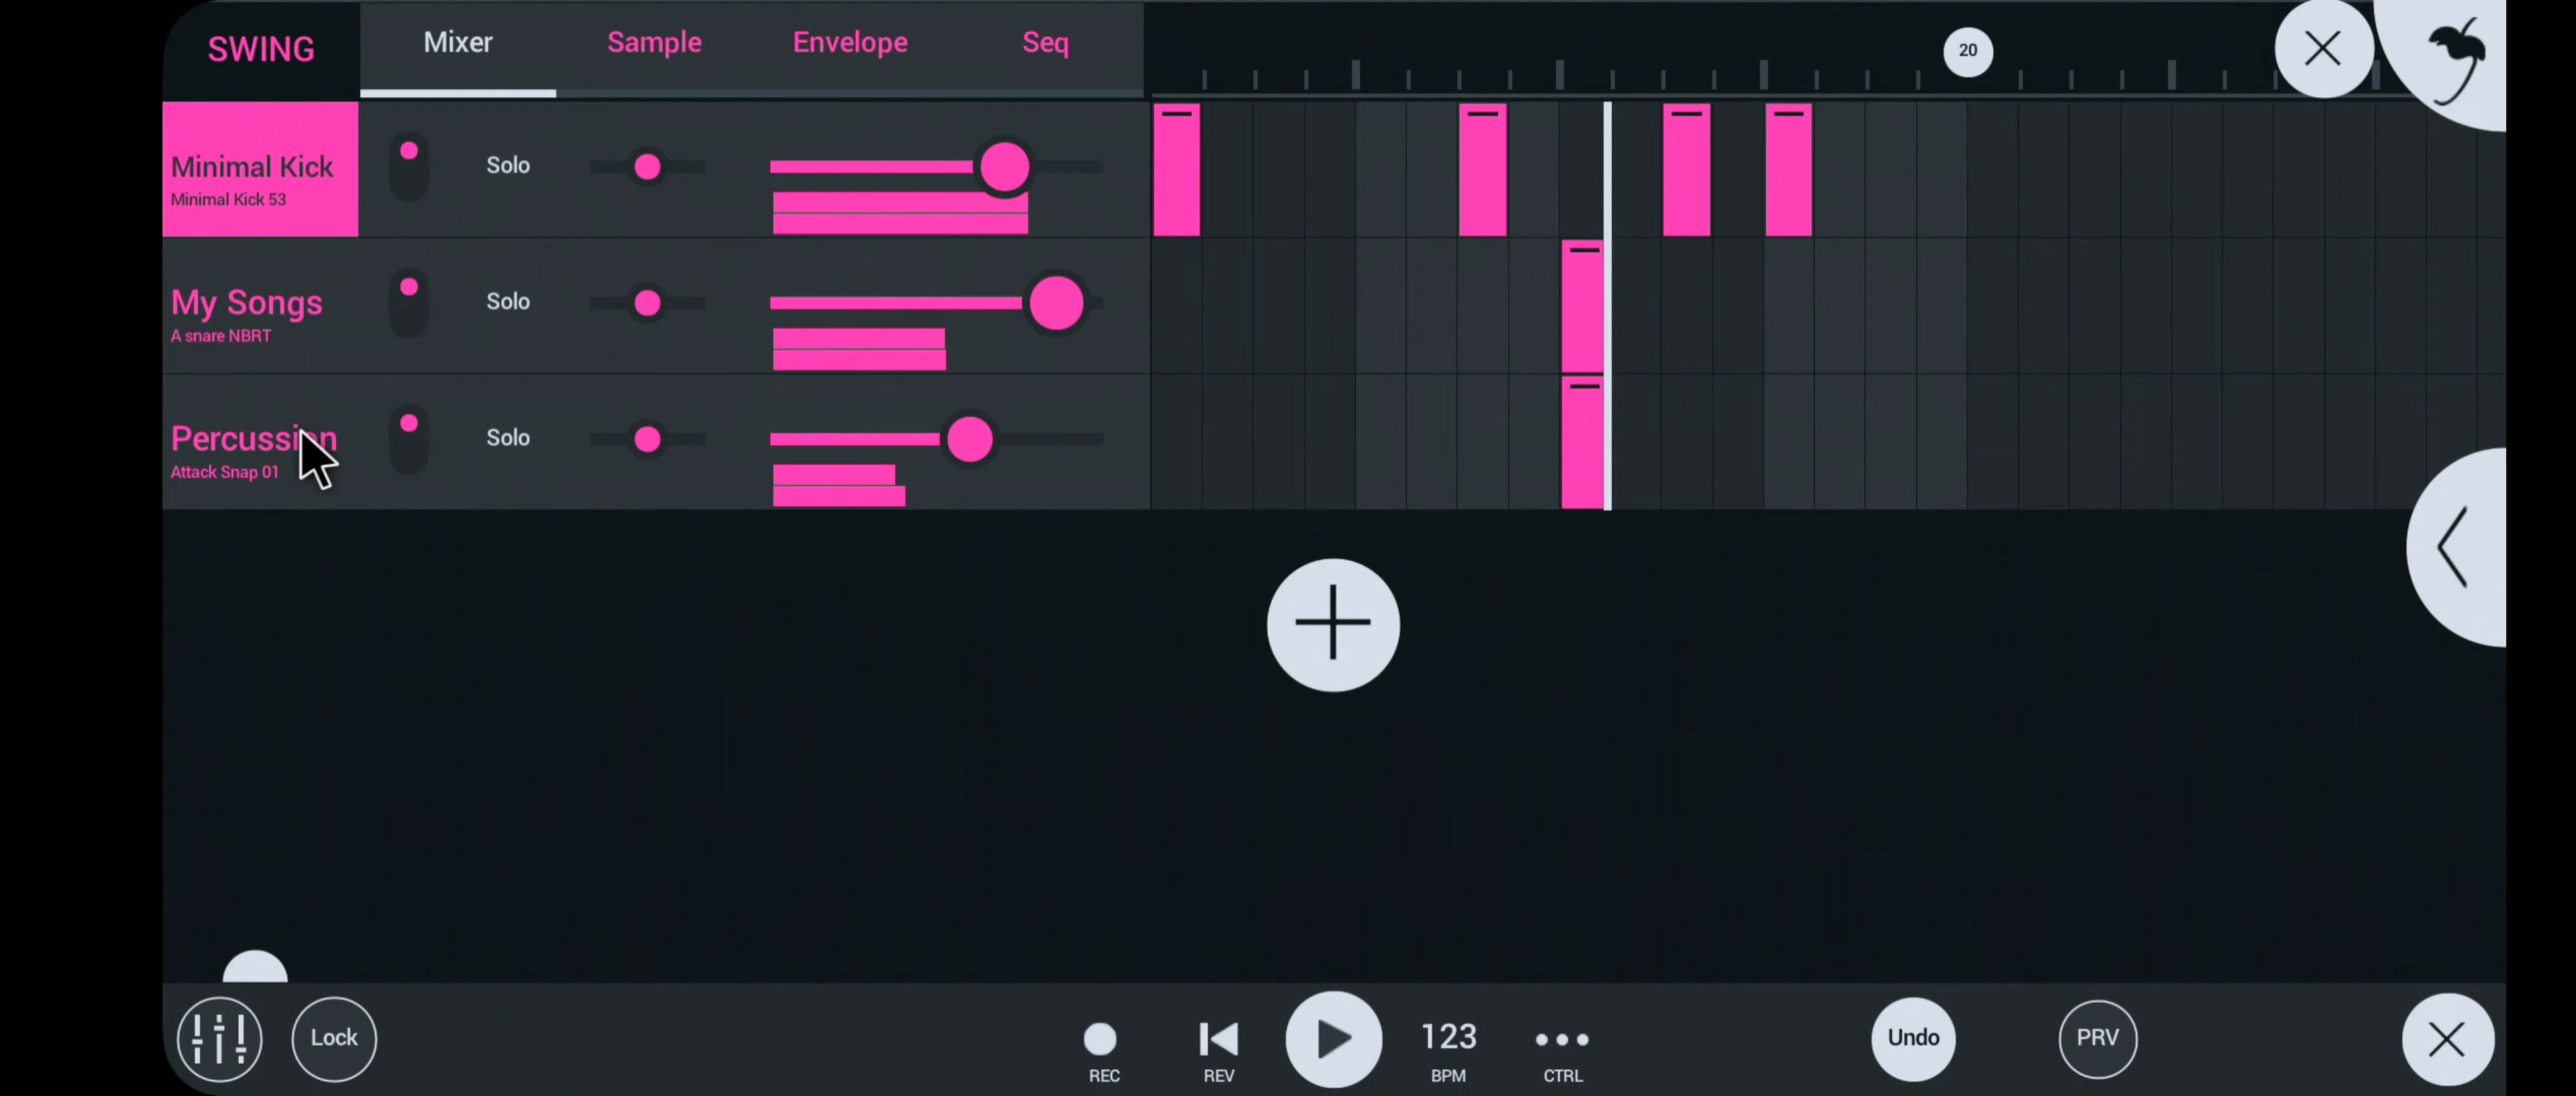 SWING Mixer Sample Envelope Seq 20
Minimal Kick Solo
Minimal Kick 53
My Songs Solo
A snare NBRT
Percussion Solo
Attack Snap 01
Lock 123 Undo PRV
REC REV BPM CTRL